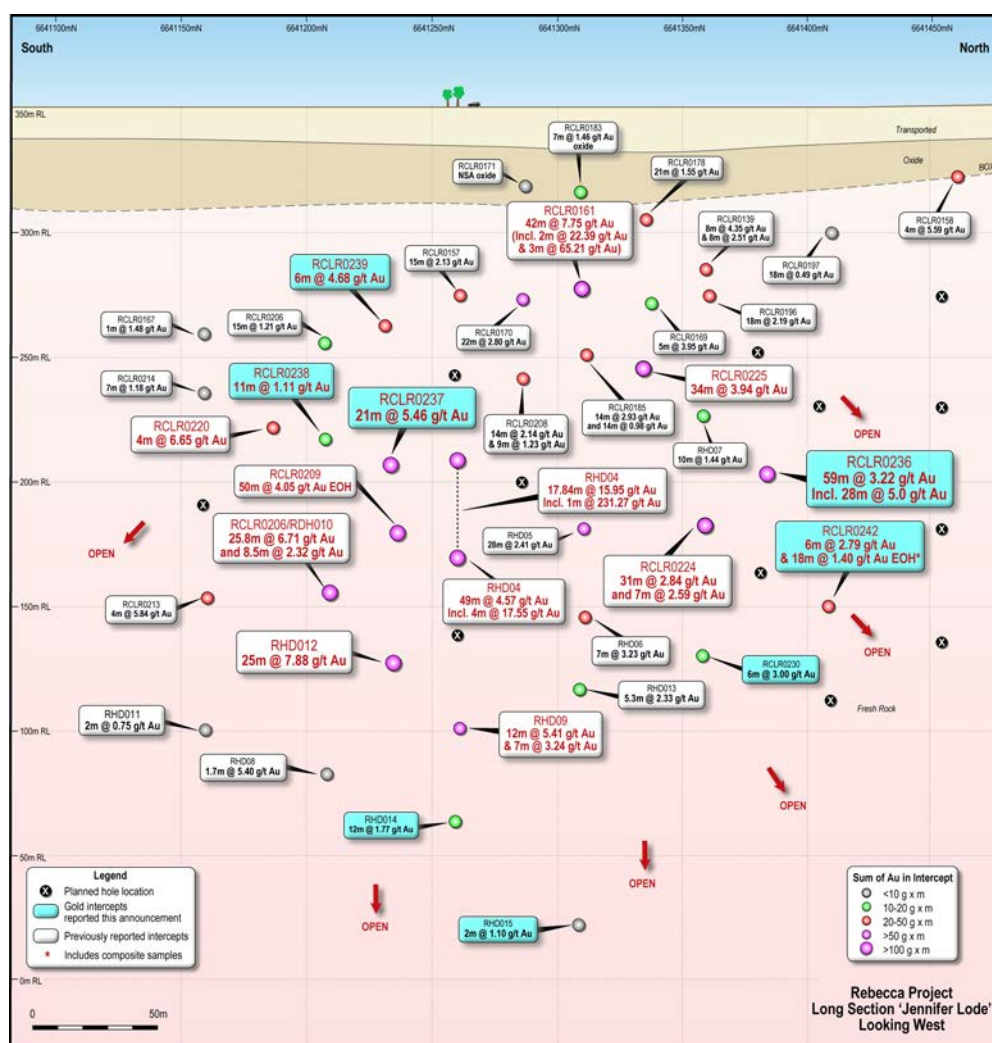 6641100mN 6641150mN 6641200mN 6641250mN 6641300mN 6641350mN 6641400mN 6641450mN
South
North
350m RL
Transported
Oxide
RCLR0183
7m @ 1.46 g/t Au
oxide
RCLR0171
NSA oxide
RCLR0178
21m @ 1.55 g/t Au
RCLR0158
4m @ 5.59 g/t Au
300m RL
RCLR0161
42m @ 7.75 g/t Au
(Incl. 2m @ 22.39 g/t Au
& 3m @ 65.21 g/t Au)
RCLR0139
8m @ 4.35 g/t Au
& 8m @ 2.51 g/t Au
RCLR0197
18m @ 0.49 g/t Au
RCLR0157
15m @ 2.13 g/t Au
RCLR0239
6m @ 4.68 g/t Au
RCLR0167
1m @ 1.48 g/t Au
RCLR0206
15m @ 1.21 g/t Au
RCLR0170
22m @ 2.80 g/t Au
RCLR0169
5m @ 3.95 g/t Au
RCLR0196
18m @ 2.19 g/t Au
250m RL
RCLR0214
7m @ 1.18 g/t Au
RCLR0238
11m @ 1.11 g/t Au
RCLR0237
21m @ 5.46 g/t Au
RCLR0208
14m @ 2.14 g/t Au
& 9m @ 1.23 g/t Au
RCLR0185
14m @ 2.93 g/t Au
and 14m @ 0.98 g/t Au
RCLR0225
34m @ 3.94 g/t Au
RCLR0220
4m @ 6.65 g/t Au
RHD07
10m @ 1.44 g/t Au
OPEN
200m RL
RCLR0209
50m @ 4.05 g/t Au EOH
RHD04
17.84m @ 15.95 g/t Au
Incl. 1m @ 231.27 g/t Au
RCLR0236
59m @ 3.22 g/t Au
Incl. 28m @ 5.0 g/t Au
RCLR0206/RDH010
25.8m @ 6.71 g/t Au
and 8.5m @ 2.32 g/t Au
RHD05
28m @ 2.41 g/t Au
RCLR0242
6m @ 2.79 g/t Au
& 18m @ 1.40 g/t Au EOH*
OPEN
RCLR0224
31m @ 2.84 g/t Au
and 7m @ 2.59 g/t Au
RHD04
49m @ 4.57 g/t Au
Incl. 4m @ 17.55 g/t Au
RCLR0213
4m @ 5.84 g/t Au
150m RL
RHD012
25m @ 7.88 g/t Au
RHD06
7m @ 3.23 g/t Au
OPEN
RCLR0230
6m @ 3.00 g/t Au
RHD013
5.3m @ 2.33 g/t Au
Fresh Rock
RHD011
2m @ 0.75 g/t Au
RHD09
12m @ 5.41 g/t Au
& 7m @ 3.24 g/t Au
100m RL
RHD08
1.7m @ 5.40 g/t Au
RHD014
12m @ 1.77 g/t Au
OPEN
50m RL
OPEN
OPEN
RHD015
2m @ 1.10 g/t Au
0m RL
Legend
X Planned hole location
Gold intercepts
reported this announcement
Previously reported intercepts
* Includes composite samples
0 50m
Sum of Au in Intercept
<10 g x m
10-20 g x m
20-50 g x m
>50 g x m
>100 g x m
Rebecca Project
Long Section 'Jennifer Lode'
Looking West